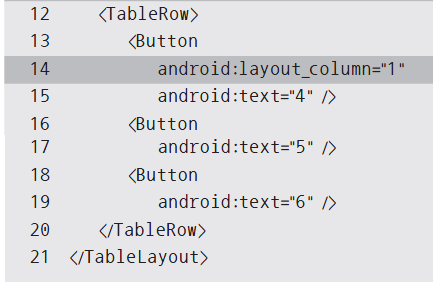 12 <TableRow>
13 <Button
14 android:layout_column="1"
15 android:text="4" />
16 <Button
17 android:text="5" />
18 <Button
19 android:text="6" />
20 </TableRow>
21 </TableLayout>